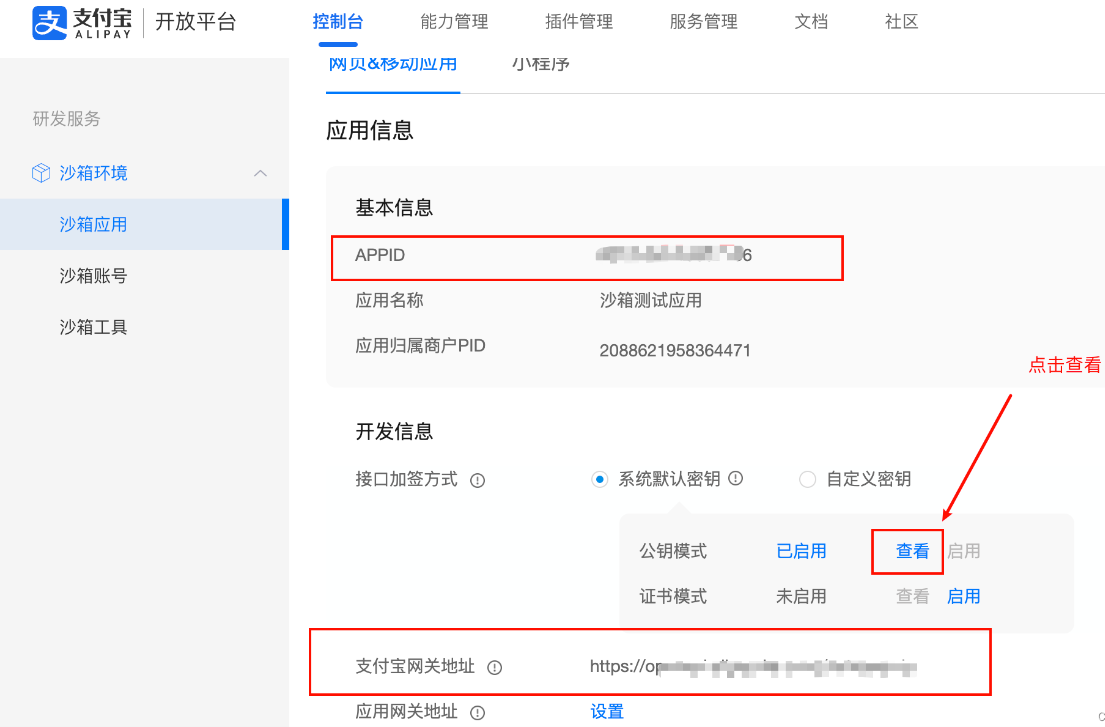 支付宝 ALIPAY 开放平台 控制台 能力管理 插件管理 服务管理 文档 社区
网页&移动应用 小程序
研发服务
沙箱环境
沙箱应用
沙箱账号
沙箱工具
应用信息
基本信息
APPID 6
应用名称 沙箱测试应用
应用归属商户PID 2088621958364471
点击查看
开发信息
接口加签方式 系统默认密钥 自定义密钥
公钥模式 已启用 查看 启用
证书模式 未启用 查看 启用
支付宝网关地址 https://op
应用网关地址 设置